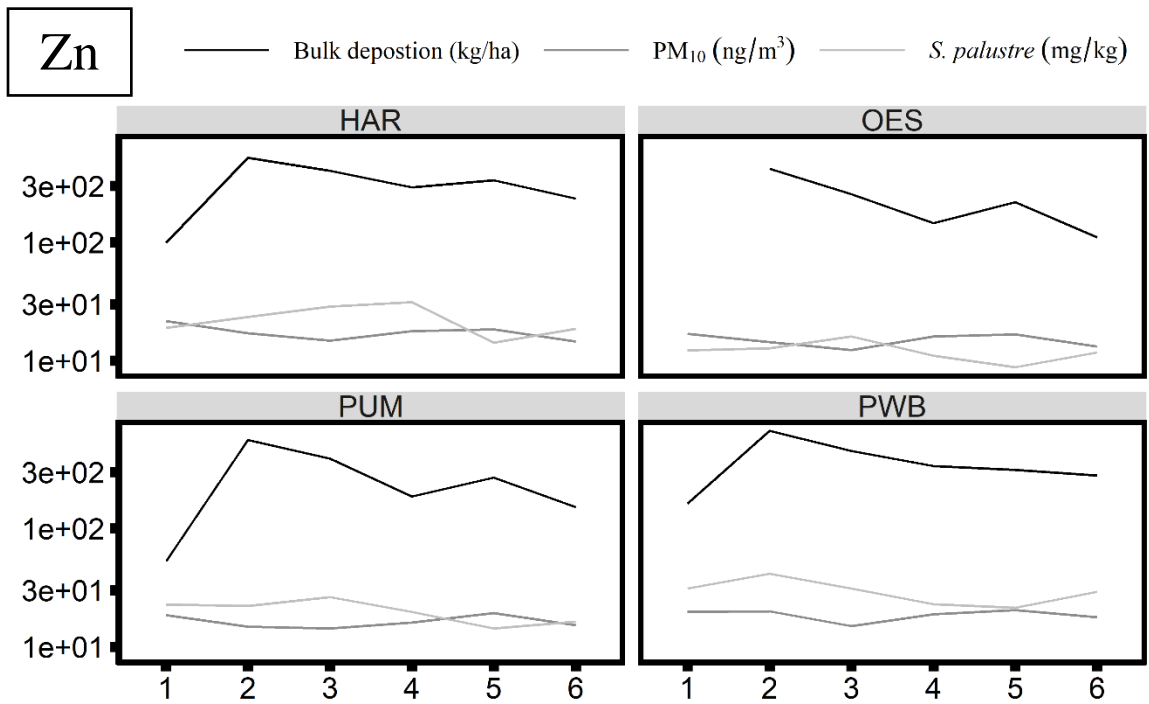 Zn
Bulk depostion (kg/ha) PM₁₀ (ng/m³) S. palustre (mg/kg)
HAR OES
3e+02
1e+02
3e+01
1e+01
PUM PWB
3e+02
1e+02
3e+01
1e+01
1 2 3 4 5 6 1 2 3 4 5 6